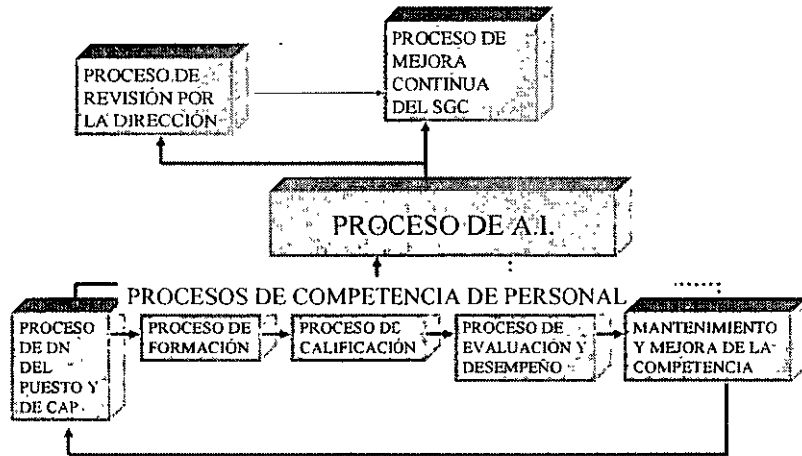 PROCESO DE
MEJORA
CONTINUA
DEL SGC
PROCESO DE
REVISIÓN POR
LA DIRECCIÓN
PROCESO DE A.I.
PROCESOS DE COMPETENCIA DE PERSONAL
PROCESO
DE DN
DEL
PUESTO Y
DE CAP
PROCESO DE
FORMACIÓN
PROCESO DE
CALIFICACIÓN
PROCESO DE
EVALUACIÓN Y
DESEMPEÑO
MANTENIMIENTO
Y MEJORA DE LA
COMPETENCIA